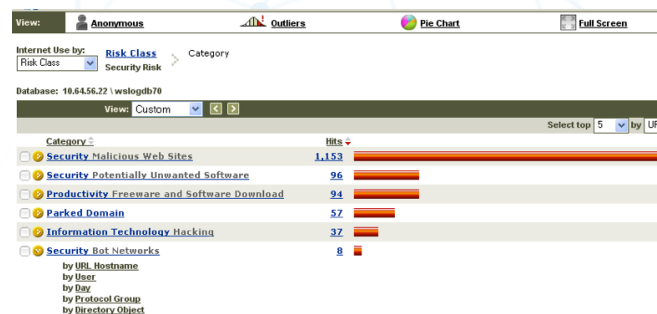 View: Anonymous Outliers Pie Chart Full Screen
Internet Use by: Risk Class > Category
Risk Class Security Risk
Database: 10.64.56.22 \ wslogdb70
View: Custom
Select top 5 by UR
Category Hits
Security Malicious Web Sites 1,153
Security Potentially Unwanted Software 96
Productivity Freeware and Software Download 94
Parked Domain 57
Information Technology Hacking 37
Security Bot Networks 8
by URL Hostname
by User
by Day
by Protocol Group
by Directory Object